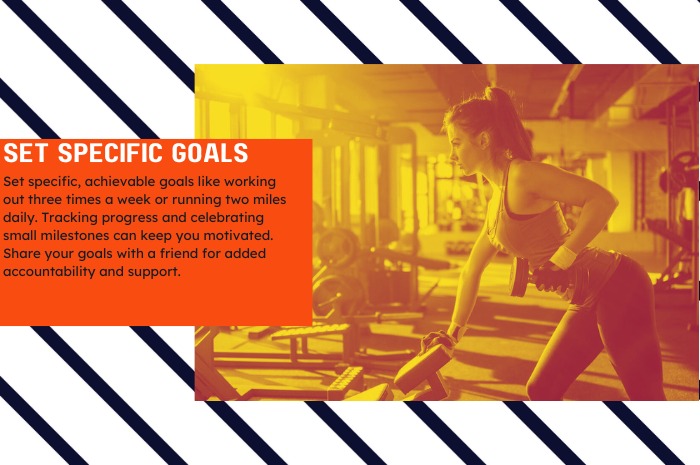 SET SPECIFIC GOALS
Set specific, achievable goals like working
out three times a week or running two miles
daily. Tracking progress and celebrating
small milestones can keep you motivated.
Share your goals with a friend for added
accountability and support.